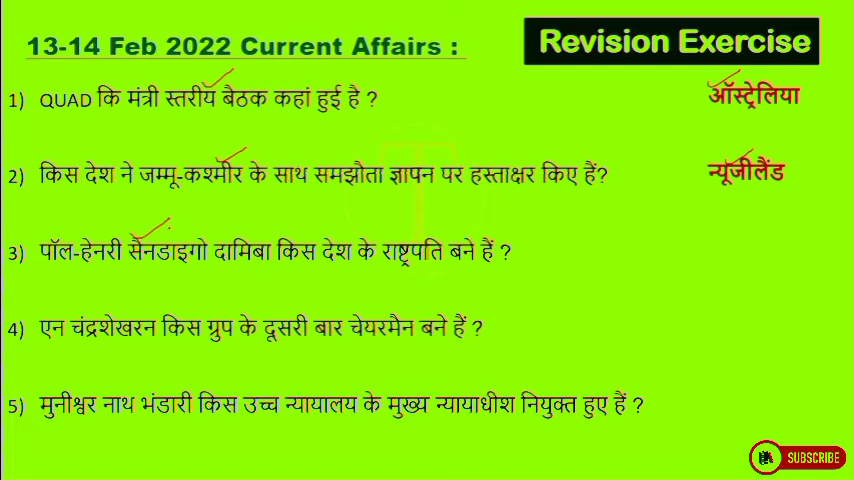 13-14 Feb 2022 Current Affairs :
Revision Exercise
1) QUAD कि मंत्री स्तरीय बैठक कहां हुई है ? ऑस्ट्रेलिया
2) किस देश ने जम्मू-कश्मीर के साथ समझौता ज्ञापन पर हस्ताक्षर किए हैं? न्यूजीलैंड
3) पॉल-हेनरी सैनडाइगो दामिबा किस देश के राष्ट्रपति बने हैं ?
4) एन चंद्रशेखरन किस ग्रुप के दूसरी बार चेयरमैन बने हैं ?
5) मुनीश्वर नाथ भंडारी किस उच्च न्यायालय के मुख्य न्यायाधीश नियुक्त हुए हैं ?
SUBSCRIBE